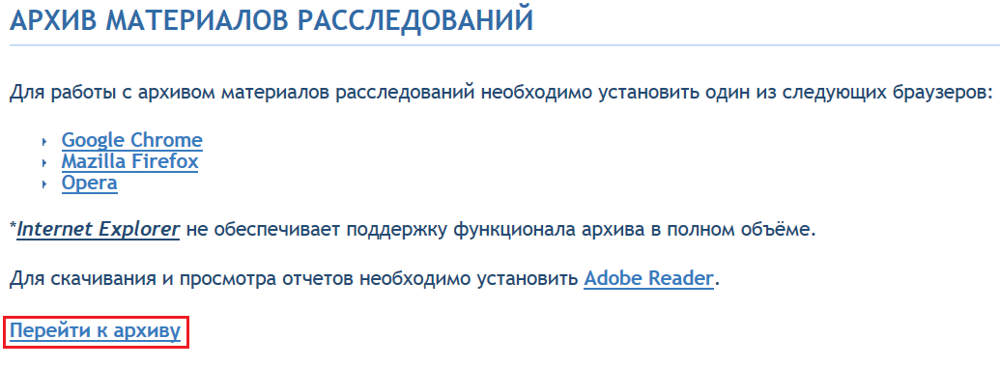 АРХИВ МАТЕРИАЛОВ РАССЛЕДОВАНИЙ
Для работы с архивом материалов расследований необходимо установить один из следующих браузеров:
Google Chrome
Mazilla Firefox
Opera
*Internet Explorer не обеспечивает поддержку функционала архива в полном объёме.
Для скачивания и просмотра отчетов необходимо установить Adobe Reader.
Перейти к архиву